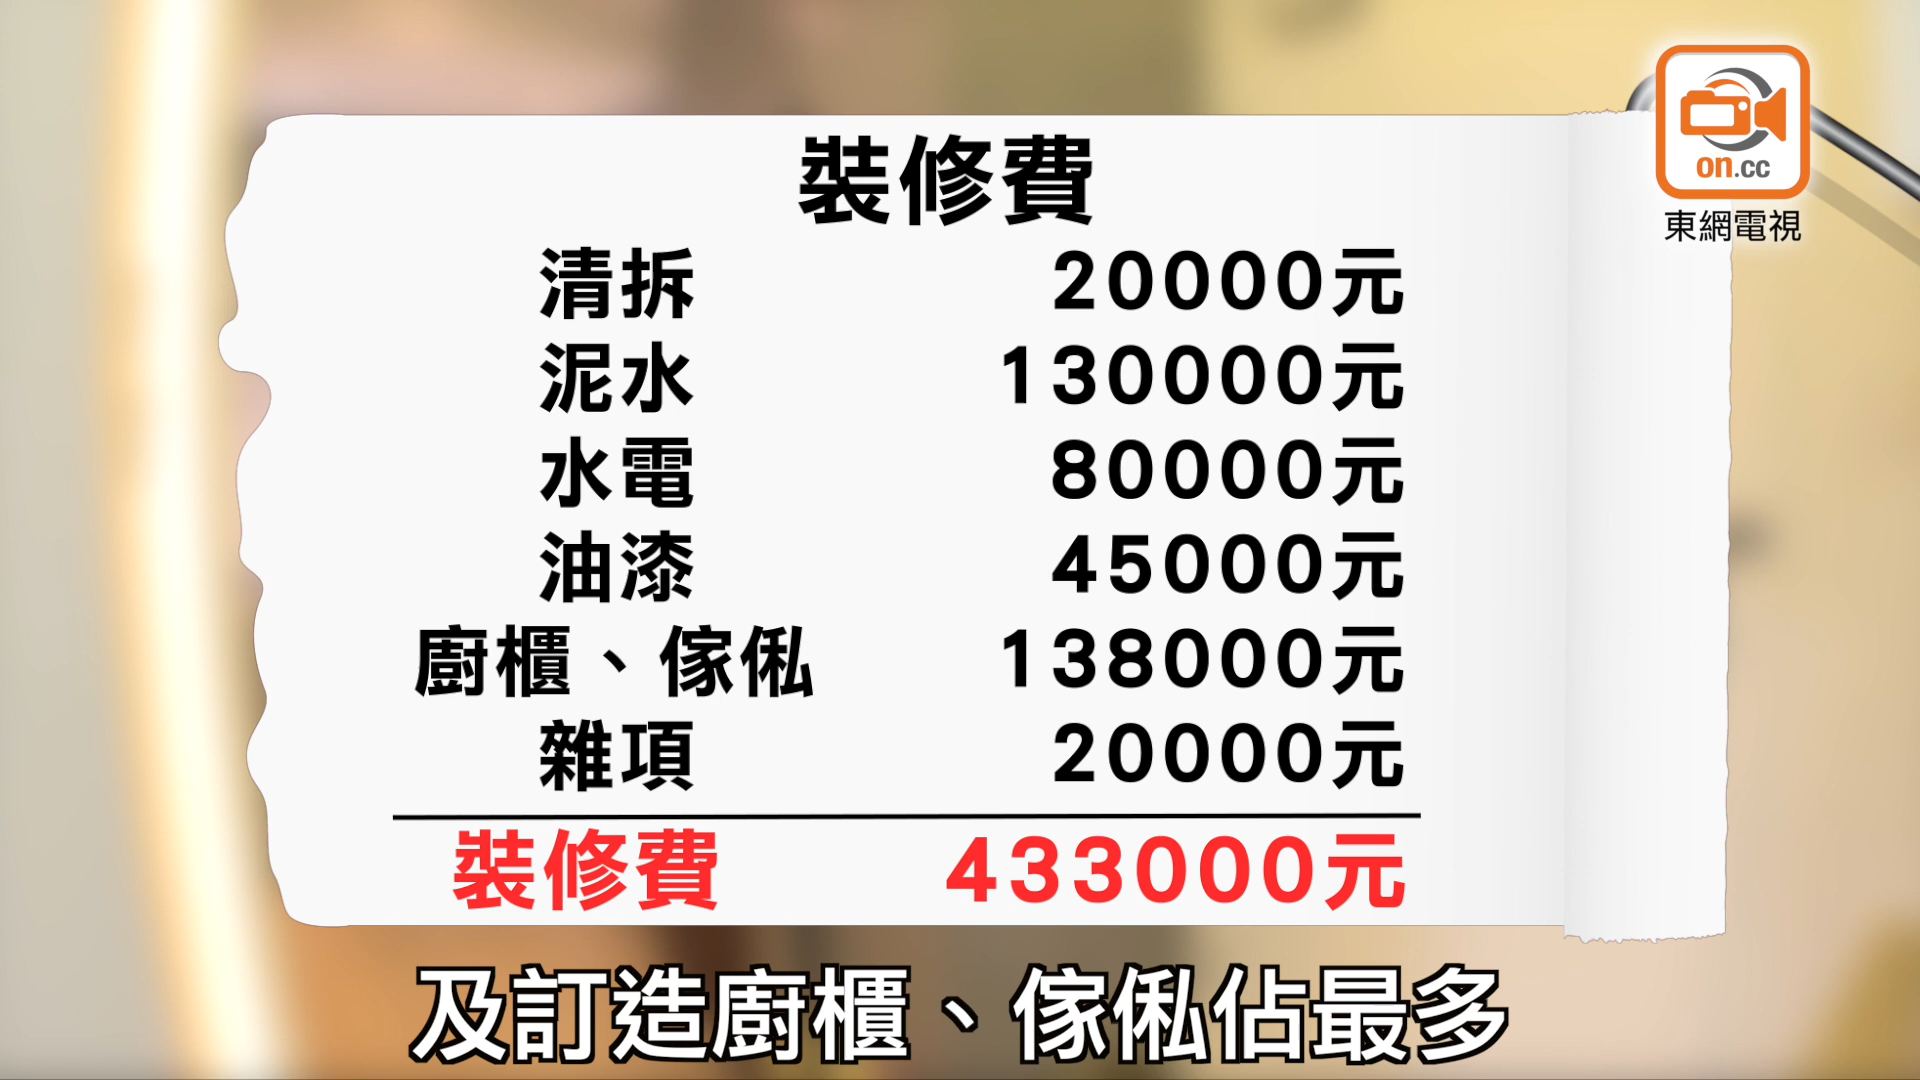 on.cc
東網電視
裝修費
清拆 20000元
泥水 130000元
水電 80000元
油漆 45000元
廚櫃、傢俬 138000元
雜項 20000元
裝修費 433000元
及訂造廚櫃、傢俬佔最多